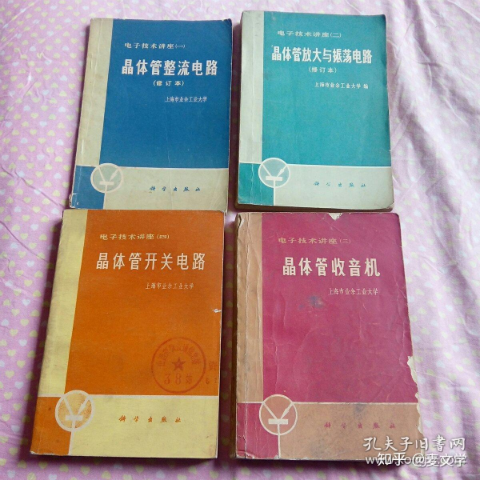 电子技术讲座(一)
晶体管整流电路
(修订本)
上海市业余工业大学
科学出版社
电子技术讲座(二)
晶体管放大与振荡电路
(修订本)
上海市业余工业大学 编
科学出版社
电子技术讲座(四)
晶体管开关电路
上海市业余工业大学
科学出版社
电子技术讲座(三)
晶体管收音机
上海市业余工业大学
科学出版社
孔夫子旧书网
知乎 @麦文学